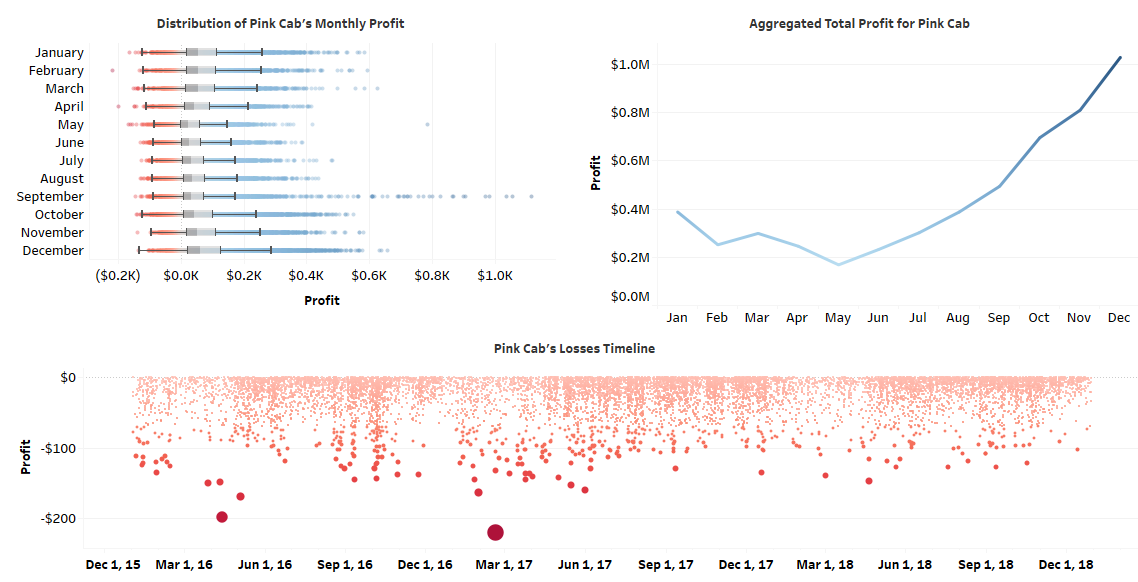 Distribution of Pink Cab's Monthly Profit
January
February
March
April
May
June
July
August
September
October
November
December
($0.2K) $0.0K $0.2K $0.4K $0.6K $0.8K $1.0K
Profit
Aggregated Total Profit for Pink Cab
Profit
$1.0M
$0.8M
$0.6M
$0.4M
$0.2M
$0.0M
Jan Feb Mar Apr May Jun Jul Aug Sep Oct Nov Dec
Pink Cab's Losses Timeline
Profit
$0
-$100
-$200
Dec 1, 15 Mar 1, 16 Jun 1, 16 Sep 1, 16 Dec 1, 16 Mar 1, 17 Jun 1, 17 Sep 1, 17 Dec 1, 17 Mar 1, 18 Jun 1, 18 Sep 1, 18 Dec 1, 18